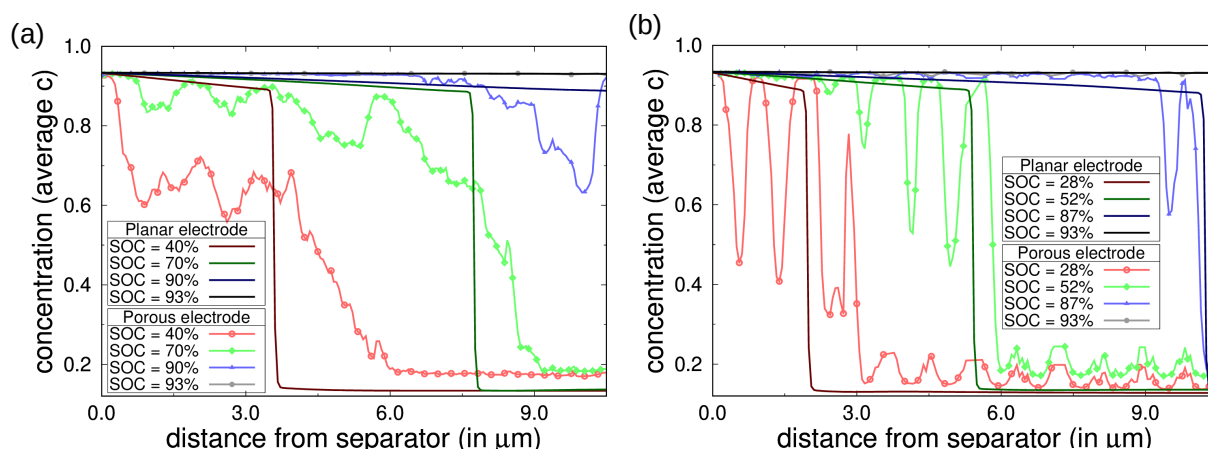 (a)
concentration (average c)
1.0
0.8
0.6
0.4
0.2
0.0
3.0
6.0
9.0
distance from separator (in μm)
Planar electrode
SOC = 40%
SOC = 70%
SOC = 90%
SOC = 93%
Porous electrode
SOC = 40%
SOC = 70%
SOC = 90%
SOC = 93%
(b)
concentration (average c)
1.0
0.8
0.6
0.4
0.2
0.0
3.0
6.0
9.0
distance from separator (in μm)
Planar electrode
SOC = 28%
SOC = 52%
SOC = 87%
SOC = 93%
Porous electrode
SOC = 28%
SOC = 52%
SOC = 87%
SOC = 93%